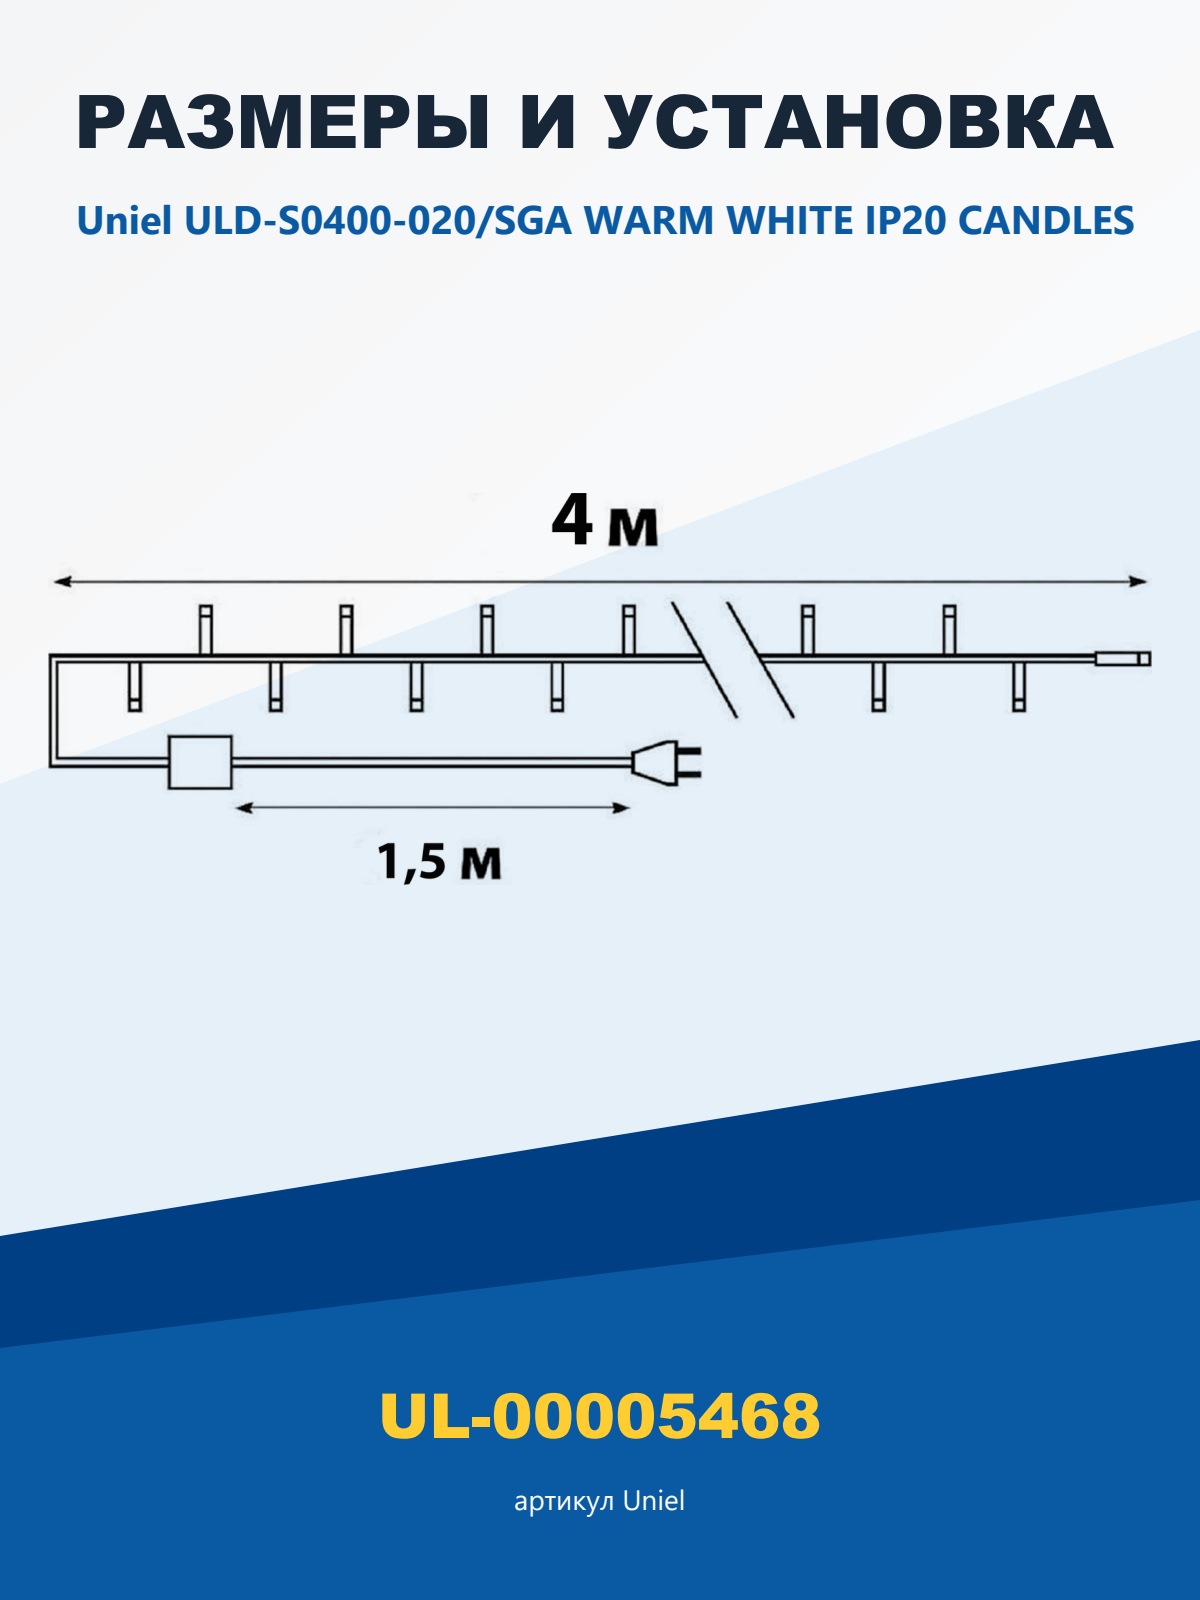 РАЗМЕРЫ И УСТАНОВКА
Uniel ULD-S0400-020/SGA WARM WHITE IP20 CANDLES
4 м
1,5 м
UL-00005468
артикул Uniel